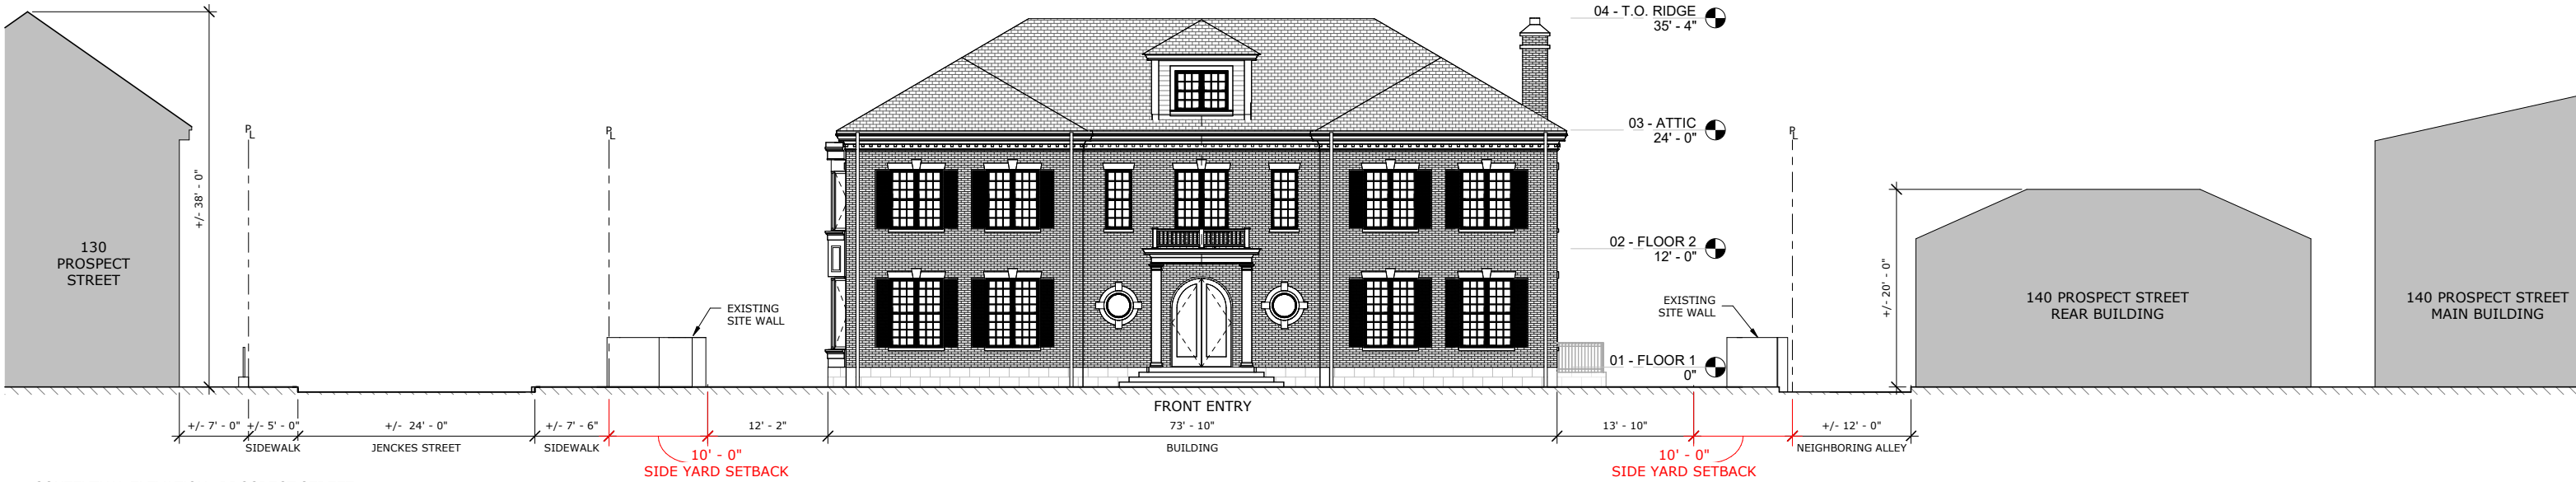 04 - T.O. RIDGE
35' - 4"
03 - ATTIC
24' - 0"
02 - FLOOR 2
12' - 0"
01 - FLOOR 1
0"
PL
PL
PL
+/- 38' - 0"
130
PROSPECT
STREET
EXISTING
SITE WALL
EXISTING
SITE WALL
+/- 20' - 0"
140 PROSPECT STREET
REAR BUILDING
140 PROSPECT STREET
MAIN BUILDING
FRONT ENTRY
+/- 7' - 0"
+/- 5' - 0"
+/- 24' - 0"
+/- 7' - 6"
12' - 2"
73' - 10"
13' - 10"
+/- 12' - 0"
SIDEWALK
JENCKES STREET
SIDEWALK
BUILDING
NEIGHBORING ALLEY
10' - 0"
SIDE YARD SETBACK
10' - 0"
SIDE YARD SETBACK